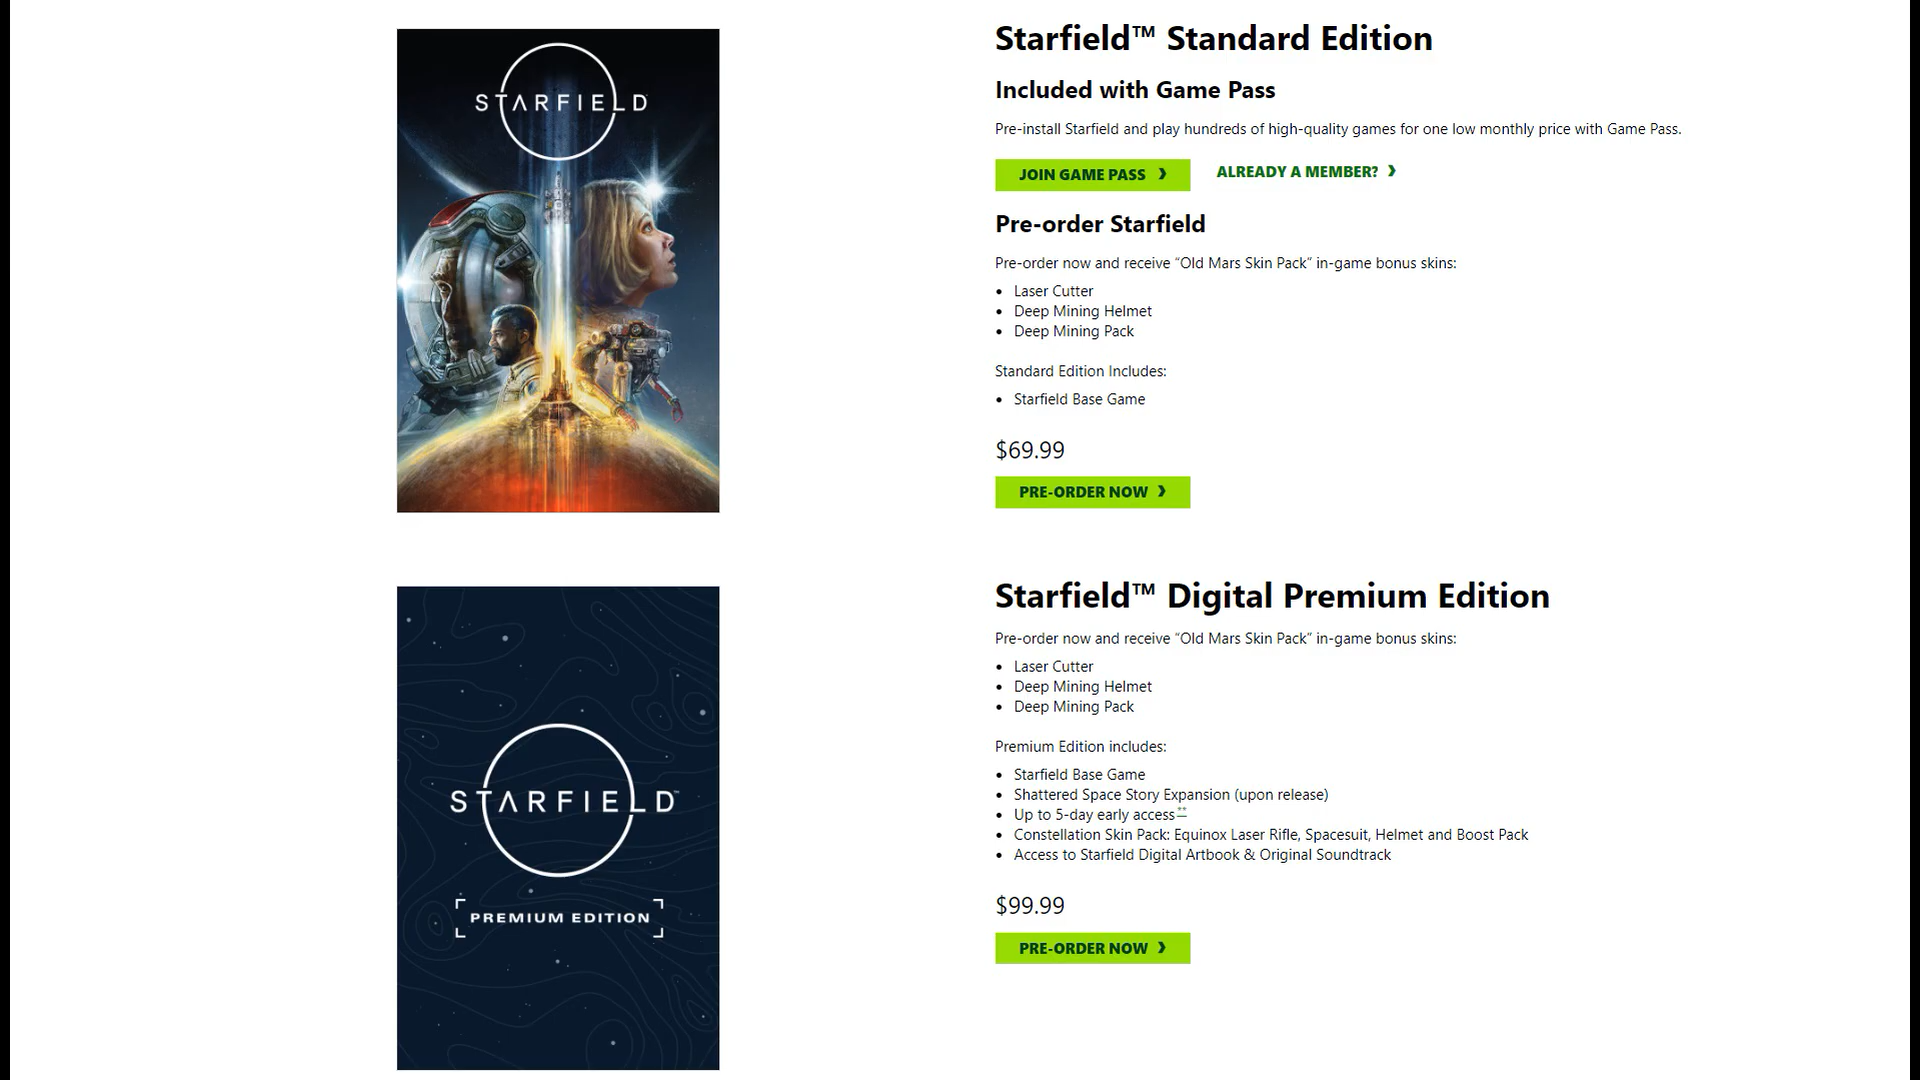 STARFIELD
Starfield™ Standard Edition
Included with Game Pass
Pre-install Starfield and play hundreds of high-quality games for one low monthly price with Game Pass.
JOIN GAME PASS ❯ ALREADY A MEMBER? ❯
Pre-order Starfield
Pre-order now and receive “Old Mars Skin Pack” in-game bonus skins:
• Laser Cutter
• Deep Mining Helmet
• Deep Mining Pack
Standard Edition Includes:
• Starfield Base Game
$69.99
PRE-ORDER NOW ❯
STARFIELD™
PREMIUM EDITION
Starfield™ Digital Premium Edition
Pre-order now and receive “Old Mars Skin Pack” in-game bonus skins:
• Laser Cutter
• Deep Mining Helmet
• Deep Mining Pack
Premium Edition includes:
• Starfield Base Game
• Shattered Space Story Expansion (upon release)
• Up to 5-day early access**
• Constellation Skin Pack: Equinox Laser Rifle, Spacesuit, Helmet and Boost Pack
• Access to Starfield Digital Artbook & Original Soundtrack
$99.99
PRE-ORDER NOW ❯